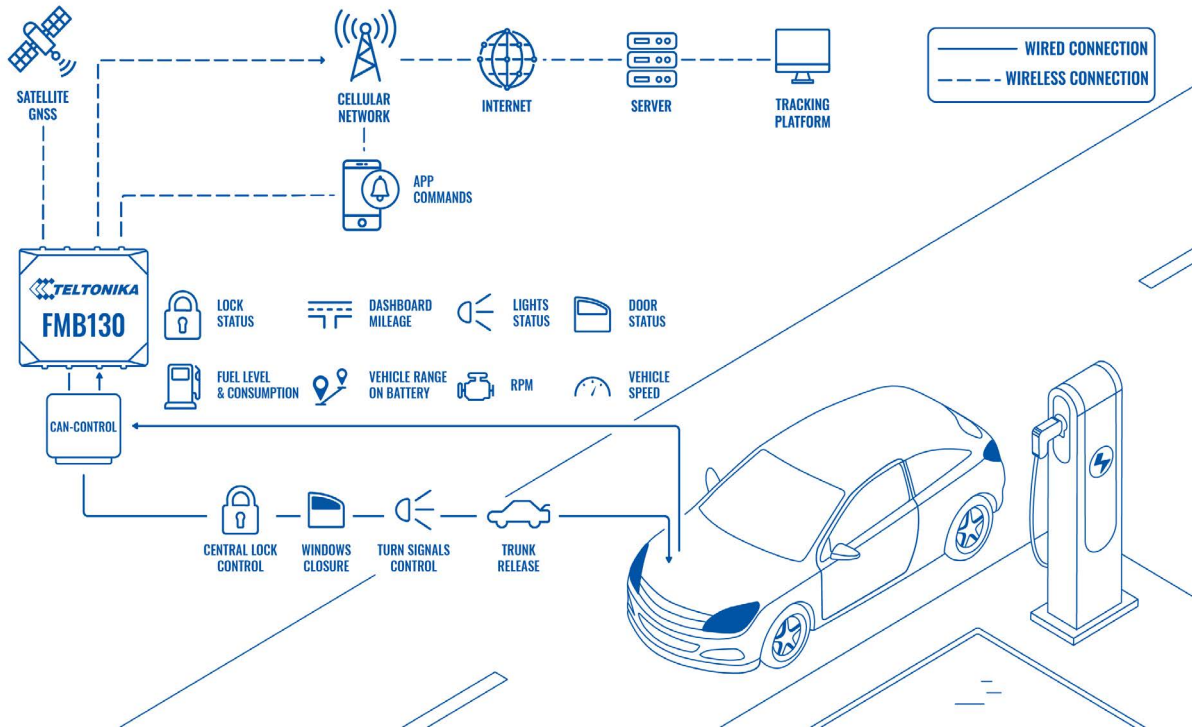 SATELLITE
GNSS
CELLULAR
NETWORK
INTERNET
SERVER
TRACKING
PLATFORM
WIRED CONNECTION
WIRELESS CONNECTION
APP
COMMANDS
TELTONIKA
FMB130
LOCK
STATUS
DASHBOARD
MILEAGE
LIGHTS
STATUS
DOOR
STATUS
FUEL LEVEL
& CONSUMPTION
VEHICLE RANGE
ON BATTERY
RPM
VEHICLE
SPEED
CAN-CONTROL
CENTRAL LOCK
CONTROL
WINDOWS
CLOSURE
TURN SIGNALS
CONTROL
TRUNK
RELEASE